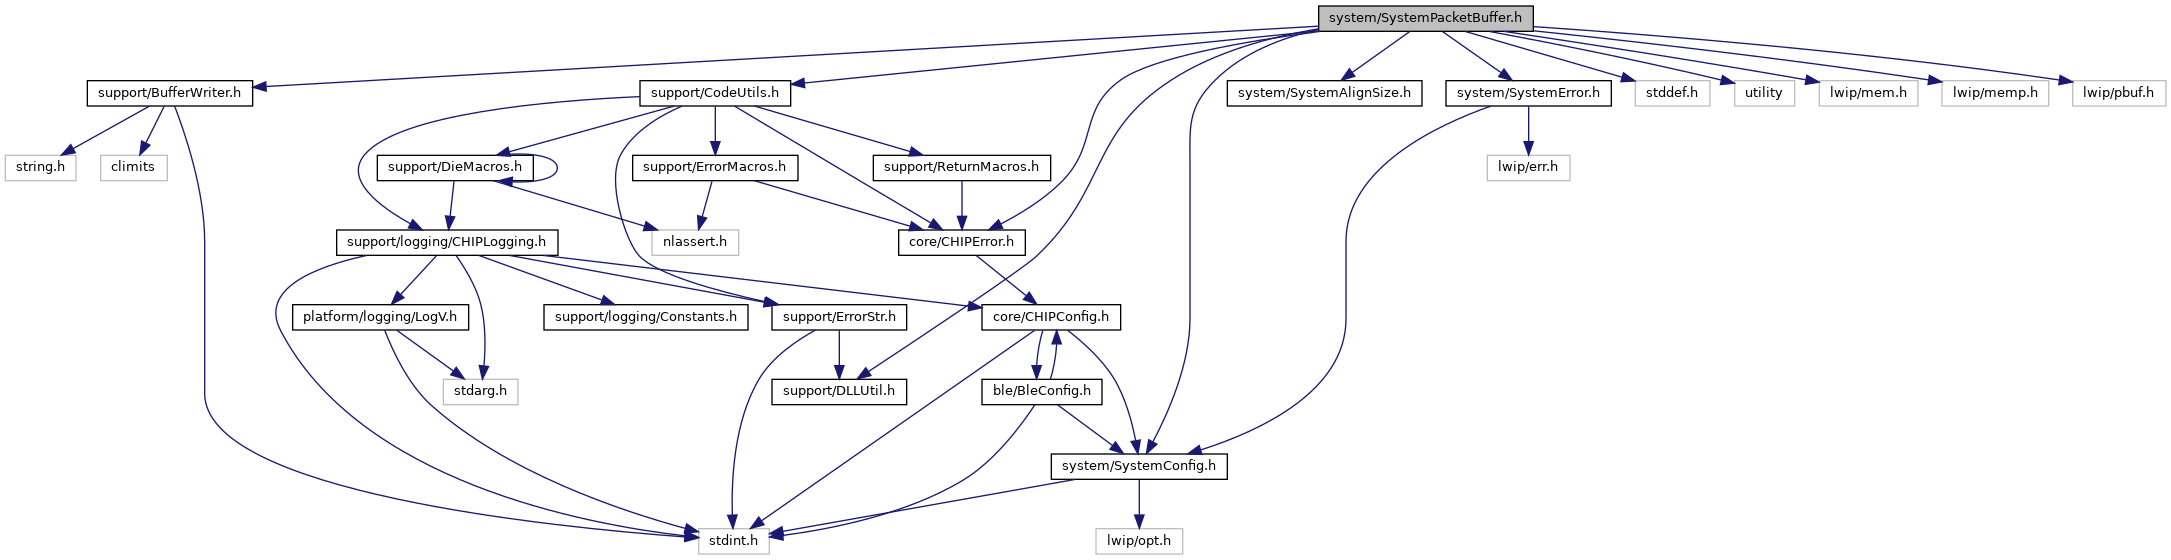 system/SystemPacketBuffer.h
support/BufferWriter.h
support/CodeUtils.h
system/SystemAlignSize.h
system/SystemError.h
stddef.h
utility
lwip/mem.h
lwip/memp.h
lwip/pbuf.h
string.h
climits
support/DieMacros.h
support/ErrorMacros.h
support/ReturnMacros.h
lwip/err.h
support/logging/CHIPLogging.h
nlassert.h
core/CHIPError.h
platform/logging/LogV.h
support/logging/Constants.h
support/ErrorStr.h
core/CHIPConfig.h
stdarg.h
support/DLLUtil.h
ble/BleConfig.h
system/SystemConfig.h
stdint.h
lwip/opt.h